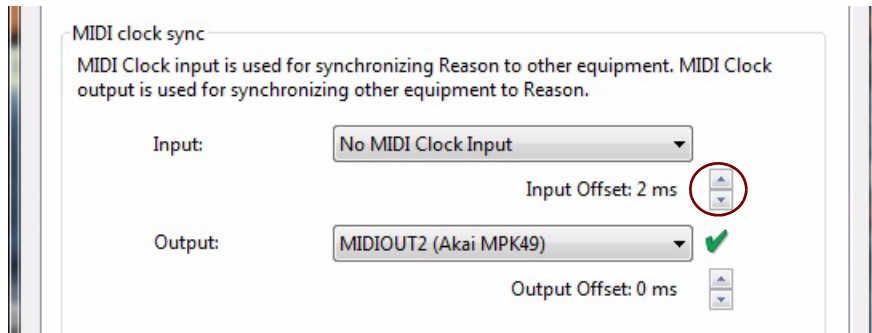 MIDI clock sync
MIDI Clock input is used for synchronizing Reason to other equipment. MIDI Clock
output is used for synchronizing other equipment to Reason.
Input: No MIDI Clock Input
Input Offset: 2 ms
Output: MIDIOUT2 (Akai MPK49)
Output Offset: 0 ms